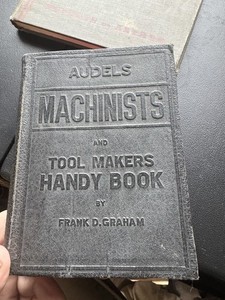 AUDELS
MACHINISTS
AND
TOOL MAKERS
HANDY BOOK
BY
FRANK D. GRAHAM